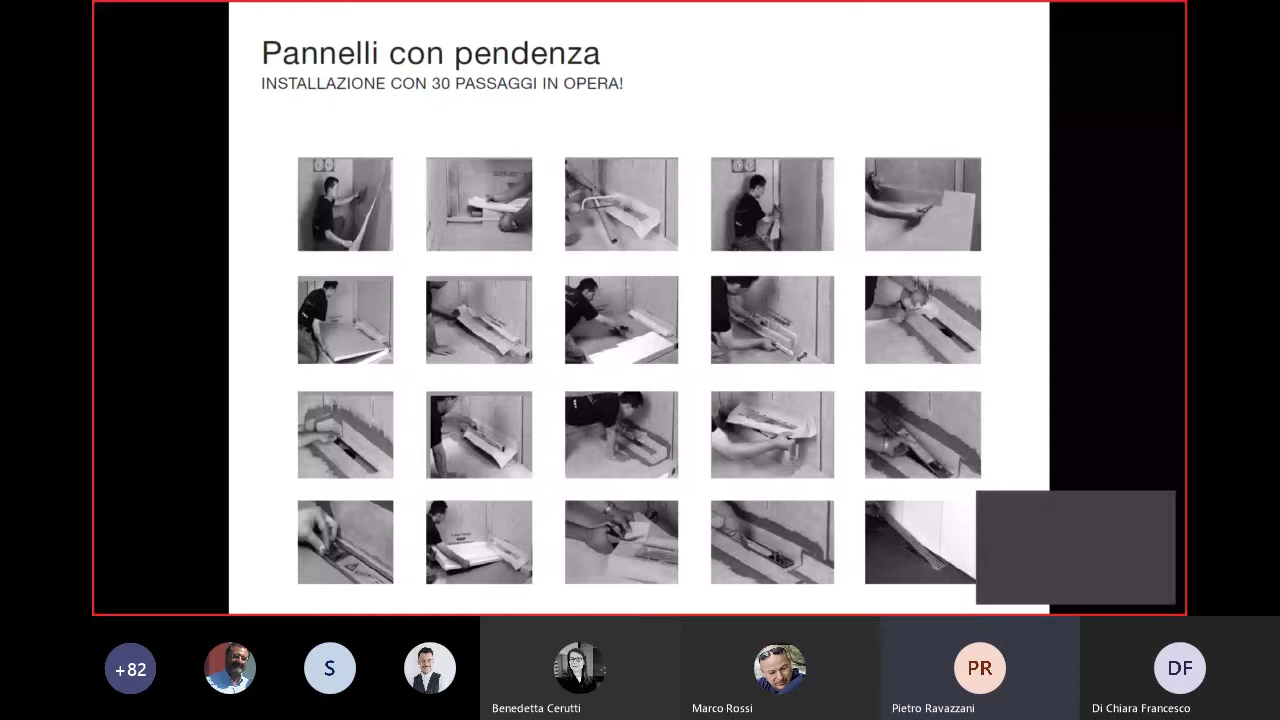 Pannelli con pendenza
INSTALLAZIONE CON 30 PASSAGGI IN OPERA!
+82
S
PR
DF
Benedetta Cerutti
Marco Rossi
Pietro Ravazzani
Di Chiara Francesco